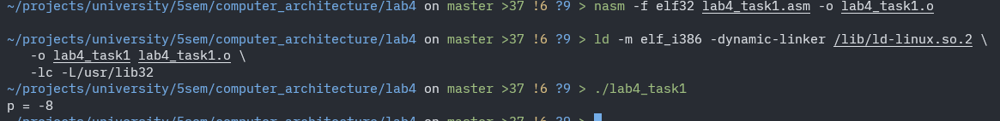 ~/projects/university/5sem/computer_architecture/lab4 on master >37 !6 ?9 > nasm -f elf32 lab4_task1.asm -o lab4_task1.o
~/projects/university/5sem/computer_architecture/lab4 on master >37 !6 ?9 > ld -m elf_i386 -dynamic-linker /lib/ld-linux.so.2 \
-o lab4_task1 lab4_task1.o \
-lc -L/usr/lib32
~/projects/university/5sem/computer_architecture/lab4 on master >37 !6 ?9 > ./lab4_task1
p = -8
~/projects/university/5sem/computer_architecture/lab4 on master >37 !6 ?9 >